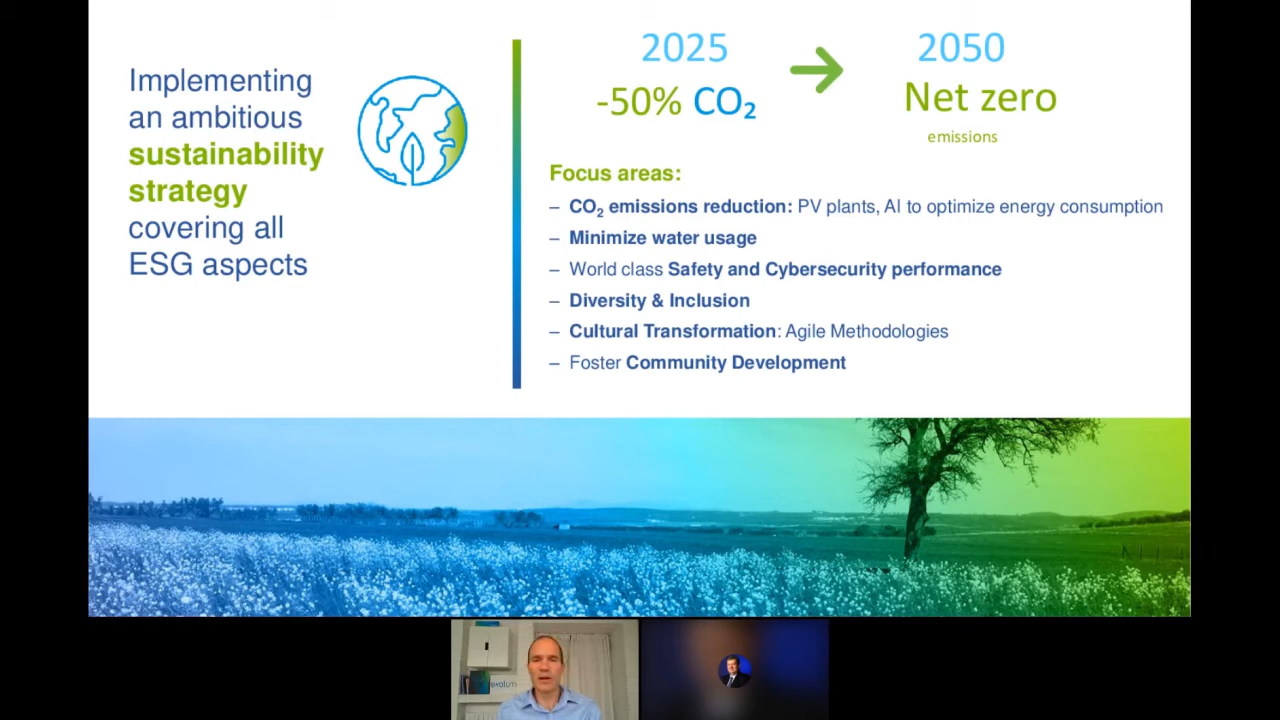 Implementing
an ambitious
sustainability
strategy
covering all
ESG aspects
2025
-50% CO₂
2050
Net zero
emissions
Focus areas:
– CO₂ emissions reduction: PV plants, AI to optimize energy consumption
– Minimize water usage
– World class Safety and Cybersecurity performance
– Diversity & Inclusion
– Cultural Transformation: Agile Methodologies
– Foster Community Development